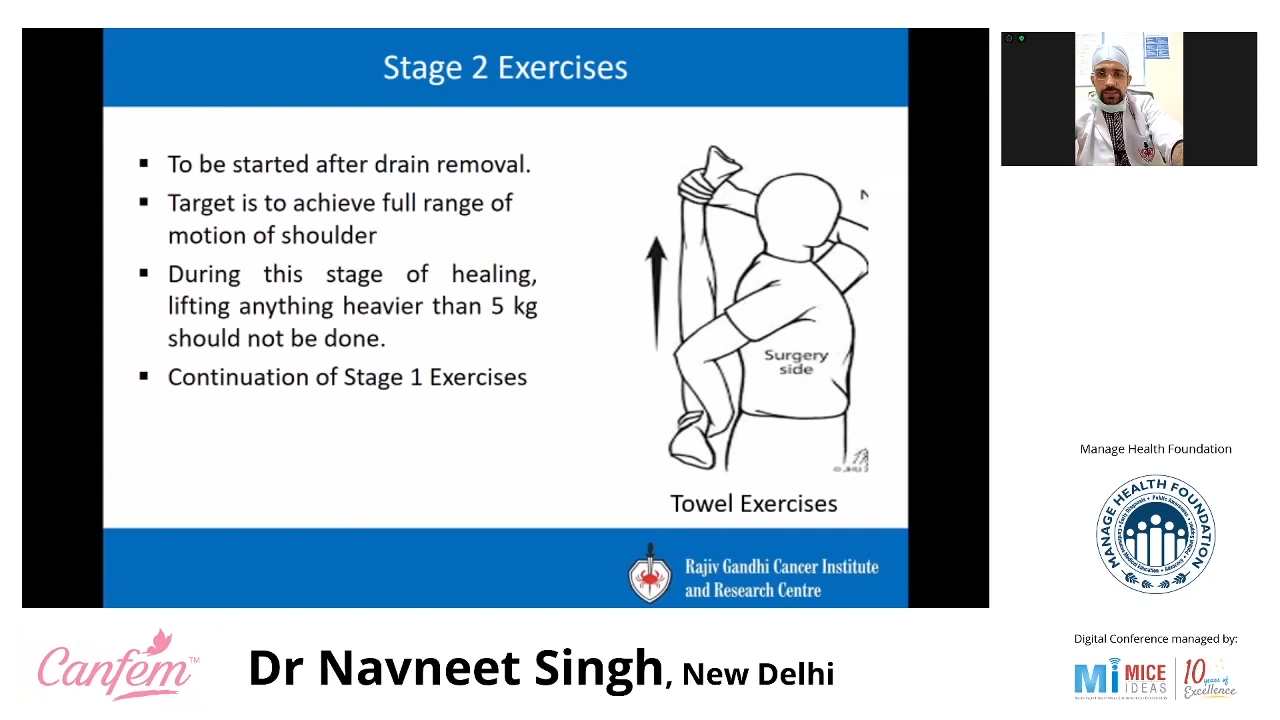 Stage 2 Exercises
▪ To be started after drain removal.
▪ Target is to achieve full range of
motion of shoulder
▪ During this stage of healing,
lifting anything heavier than 5 kg
should not be done.
▪ Continuation of Stage 1 Exercises
Surgery
side
Towel Exercises
Rajiv Gandhi Cancer Institute
and Research Centre
Manage Health Foundation
MANAGE HEALTH FOUNDATION
Digital Conference managed by:
Mi MICE
IDEAS
10
years of
Excellence
Canfem™
Dr Navneet Singh, New Delhi